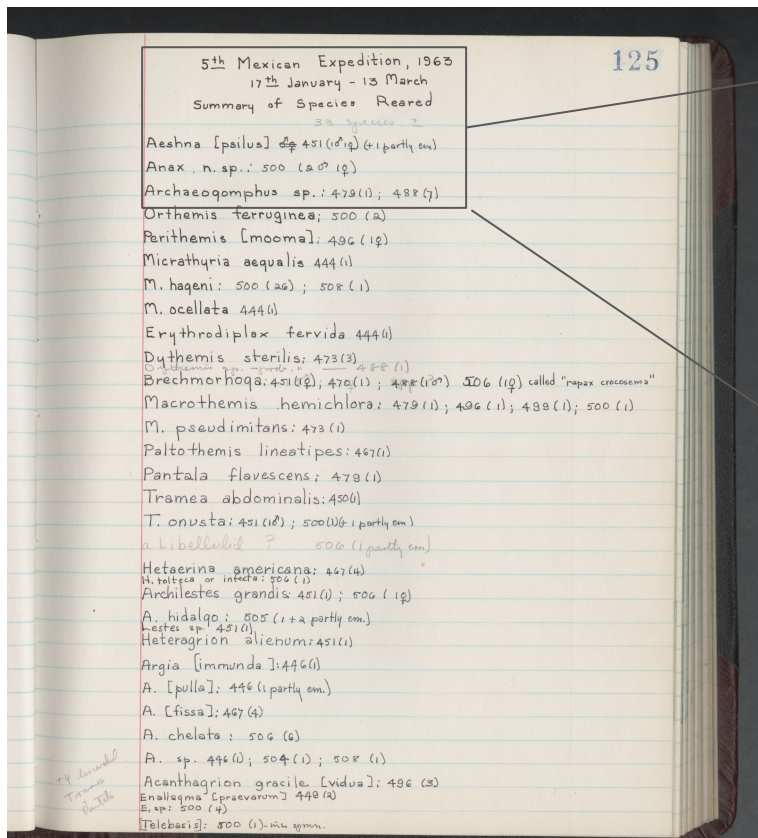 125
5th Mexican Expedition, 1963
17th January - 13 March
Summary of Species Reared
33 species ±
Aeshna [psilus] 451 (1♂1♀) (+1 partly em)
Anax n. sp.: 500 (2♂ 1♀)
Archaeogomphus sp.: 479(1); 488(7)
Orthemis ferruginea; 500 (2)
Perithemis [mooma]: 496 (1♀)
Micrathyria aequalis 444(1)
M. hageni: 500 (26) ; 508 (1)
M. ocellata 444(1)
Erythrodiplax fervida 444(1)
Dythemis sterilis: 473(3)
Dythemis sp. — 488 (1)
Brechmorhoga: 451(1♀); 470(1) ; 488(1♂) 506 (1♀) called "rapax crocosema"
Macrothemis hemichlora: 479(1); 496(1); 499(1); 500 (1)
M. pseudimitans: 473 (1)
Paltothemis lineatipes: 467(1)
Pantala flavescens; 479(1)
Tramea abdominalis: 450(1)
T. onusta: 451 (1♂) ; 500(1)(+ 1 partly em)
a Libellulid ? 506 (1 partly em)
Hetaerina americana: 467(4)
H. tolteca or infecta: 506 (1)
Archilestes grandis: 451(1) ; 506 (1♀)
A. hidalgo: 505 (1 + 2 partly em.)
Lestes sp. 451(1)
Heteragrion alienum: 451(1)
Argia [immunda]: 446(1)
A. [pulla]: 446 (1 partly em.)
A. [fissa]: 467 (4)
A. chelata: 506 (6)
A. sp. 446(1); 504(1) ; 508 (1)
Acanthagrion gracile [vidua]: 496 (3)
Enallagma [praevarum] 448 (2)
E. sp: 500 (4)
[Telebasis]: 500 (1)
+4 discarded
Tramea
Pantala